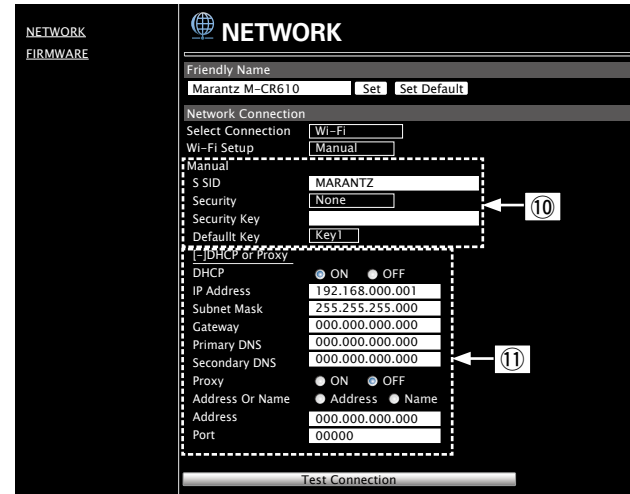 NETWORK
FIRMWARE
NETWORK
Friendly Name
Marantz M-CR610 Set Set Default
Network Connection
Select Connection Wi-Fi
Wi-Fi Setup Manual
Manual
S SID MARANTZ
Security None
Security Key
Defaullt Key Key1
⑩
[-]DHCP or Proxy
DHCP ON OFF
IP Address 192.168.000.001
Subnet Mask 255.255.255.000
Gateway 000.000.000.000
Primary DNS 000.000.000.000
Secondary DNS 000.000.000.000
⑪
Proxy ON OFF
Address Or Name Address Name
Address 000.000.000.000
Port 00000
Test Connection